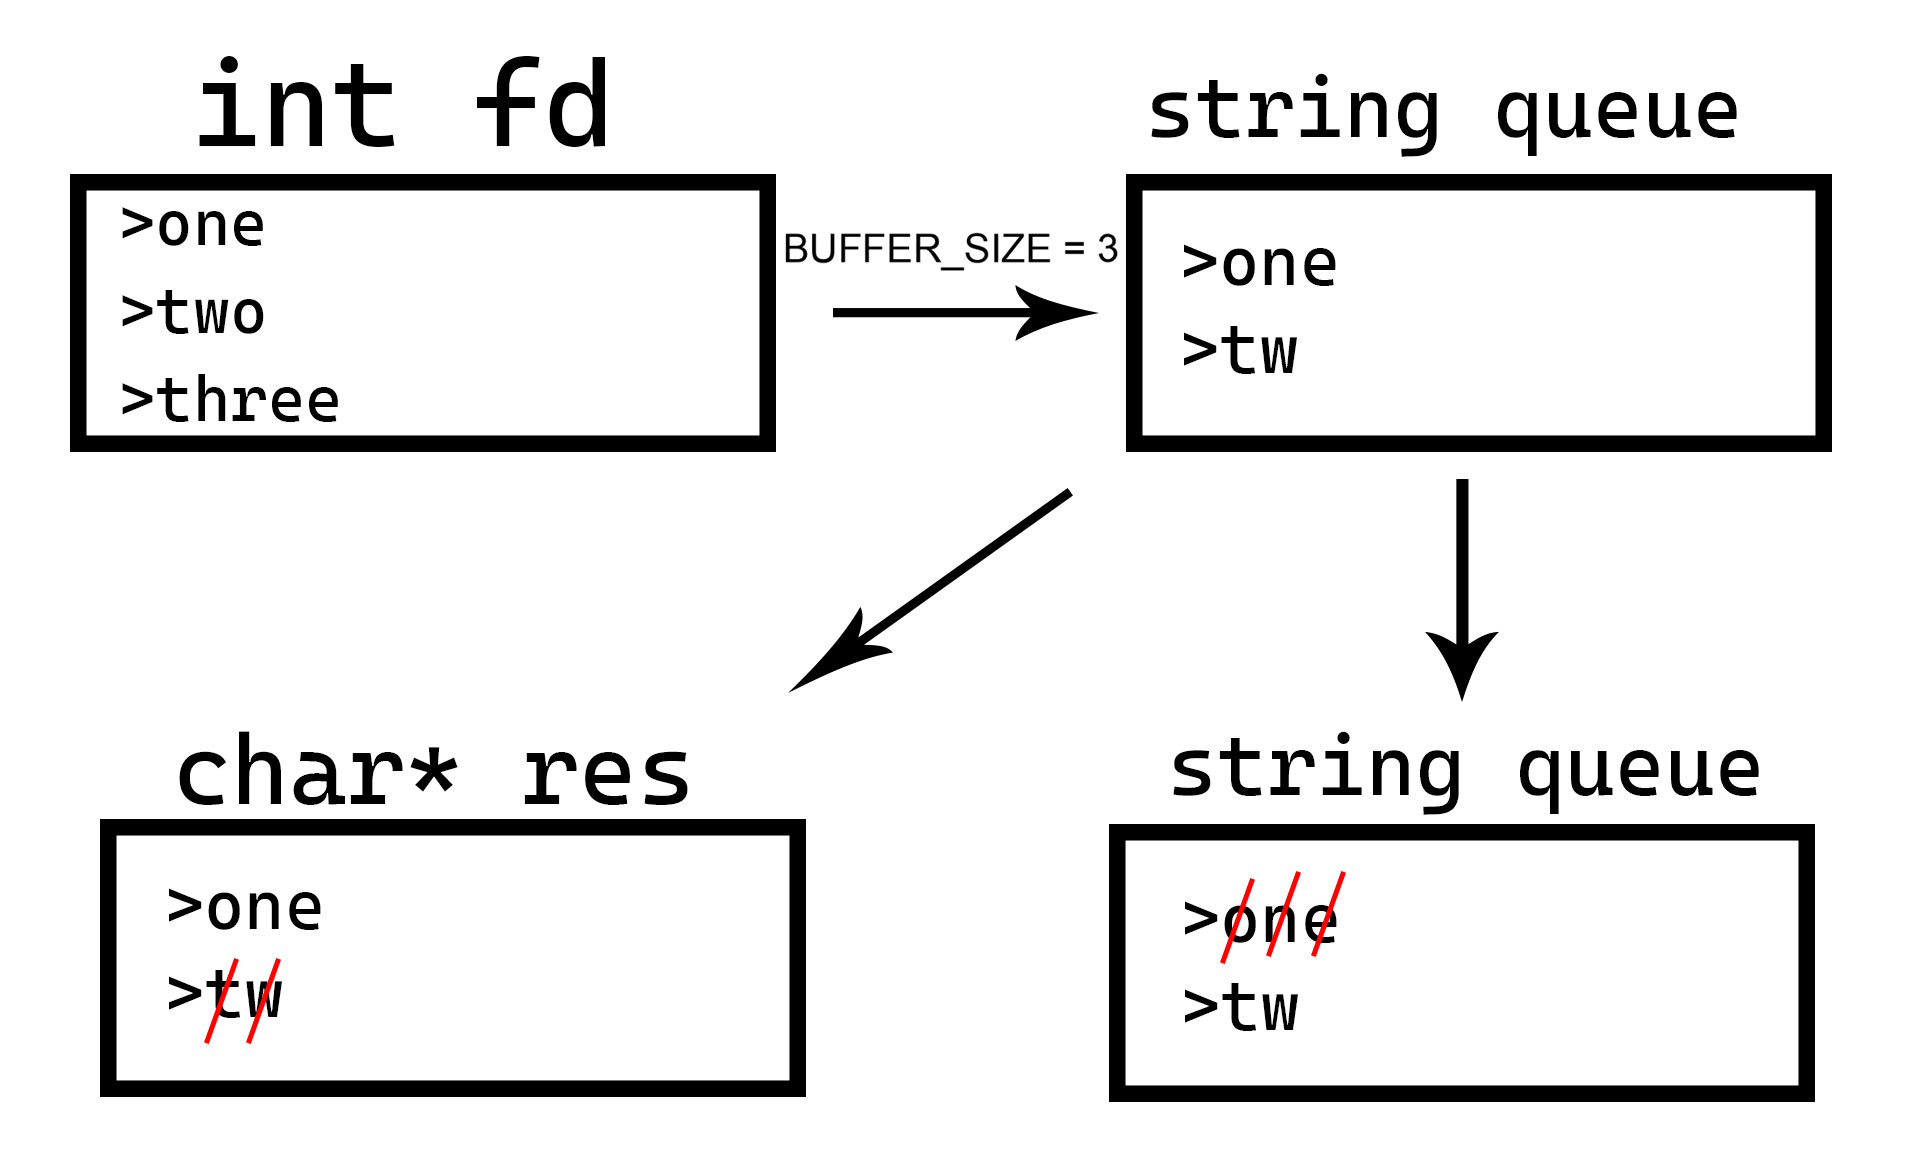 int fd
>one
>two
>three
BUFFER_SIZE = 3
string queue
>one
>tw
char* res
>one
>tw
string queue
>one
>tw